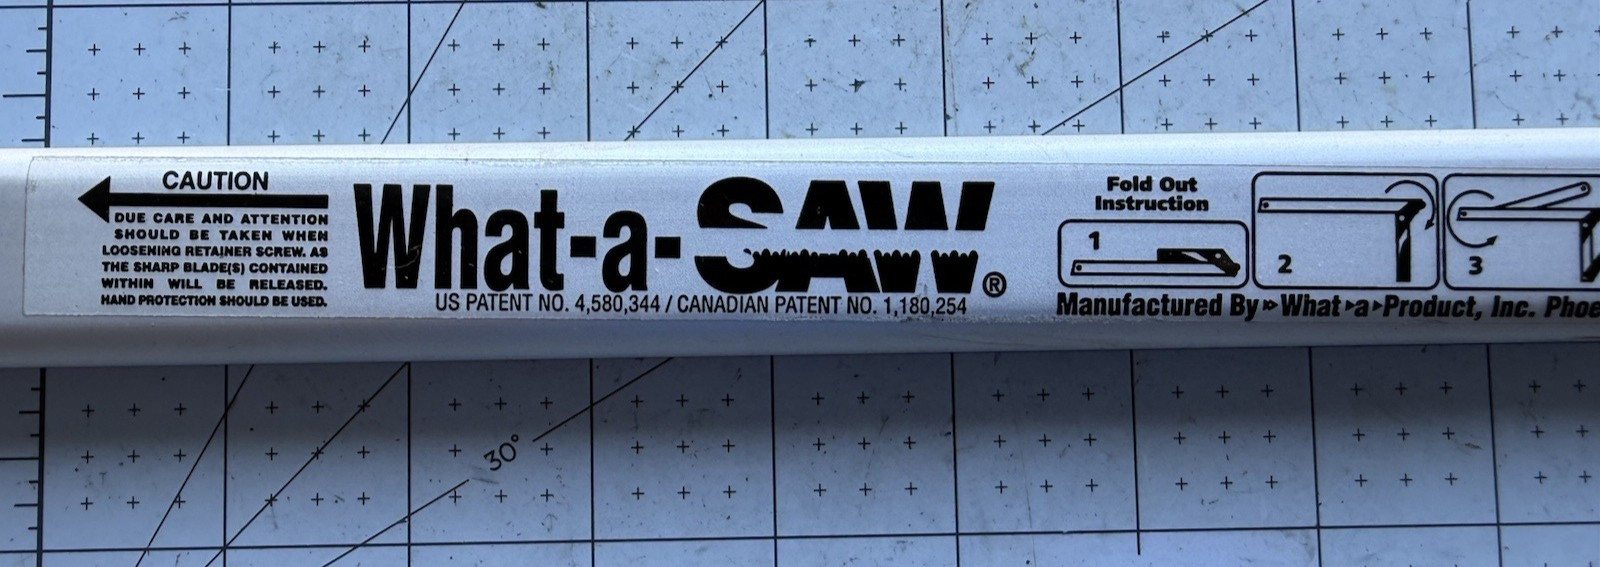 CAUTION
DUE CARE AND ATTENTION
SHOULD BE TAKEN WHEN
LOOSENING RETAINER SCREW. AS
THE SHARP BLADE(S) CONTAINED
WITHIN WILL BE RELEASED.
HAND PROTECTION SHOULD BE USED.
What-a-SAW®
US PATENT NO. 4,580,344 / CANADIAN PATENT NO. 1,180,254
Fold Out
Instruction
1
2
3
Manufactured By What a Product, Inc. Phoe
30°